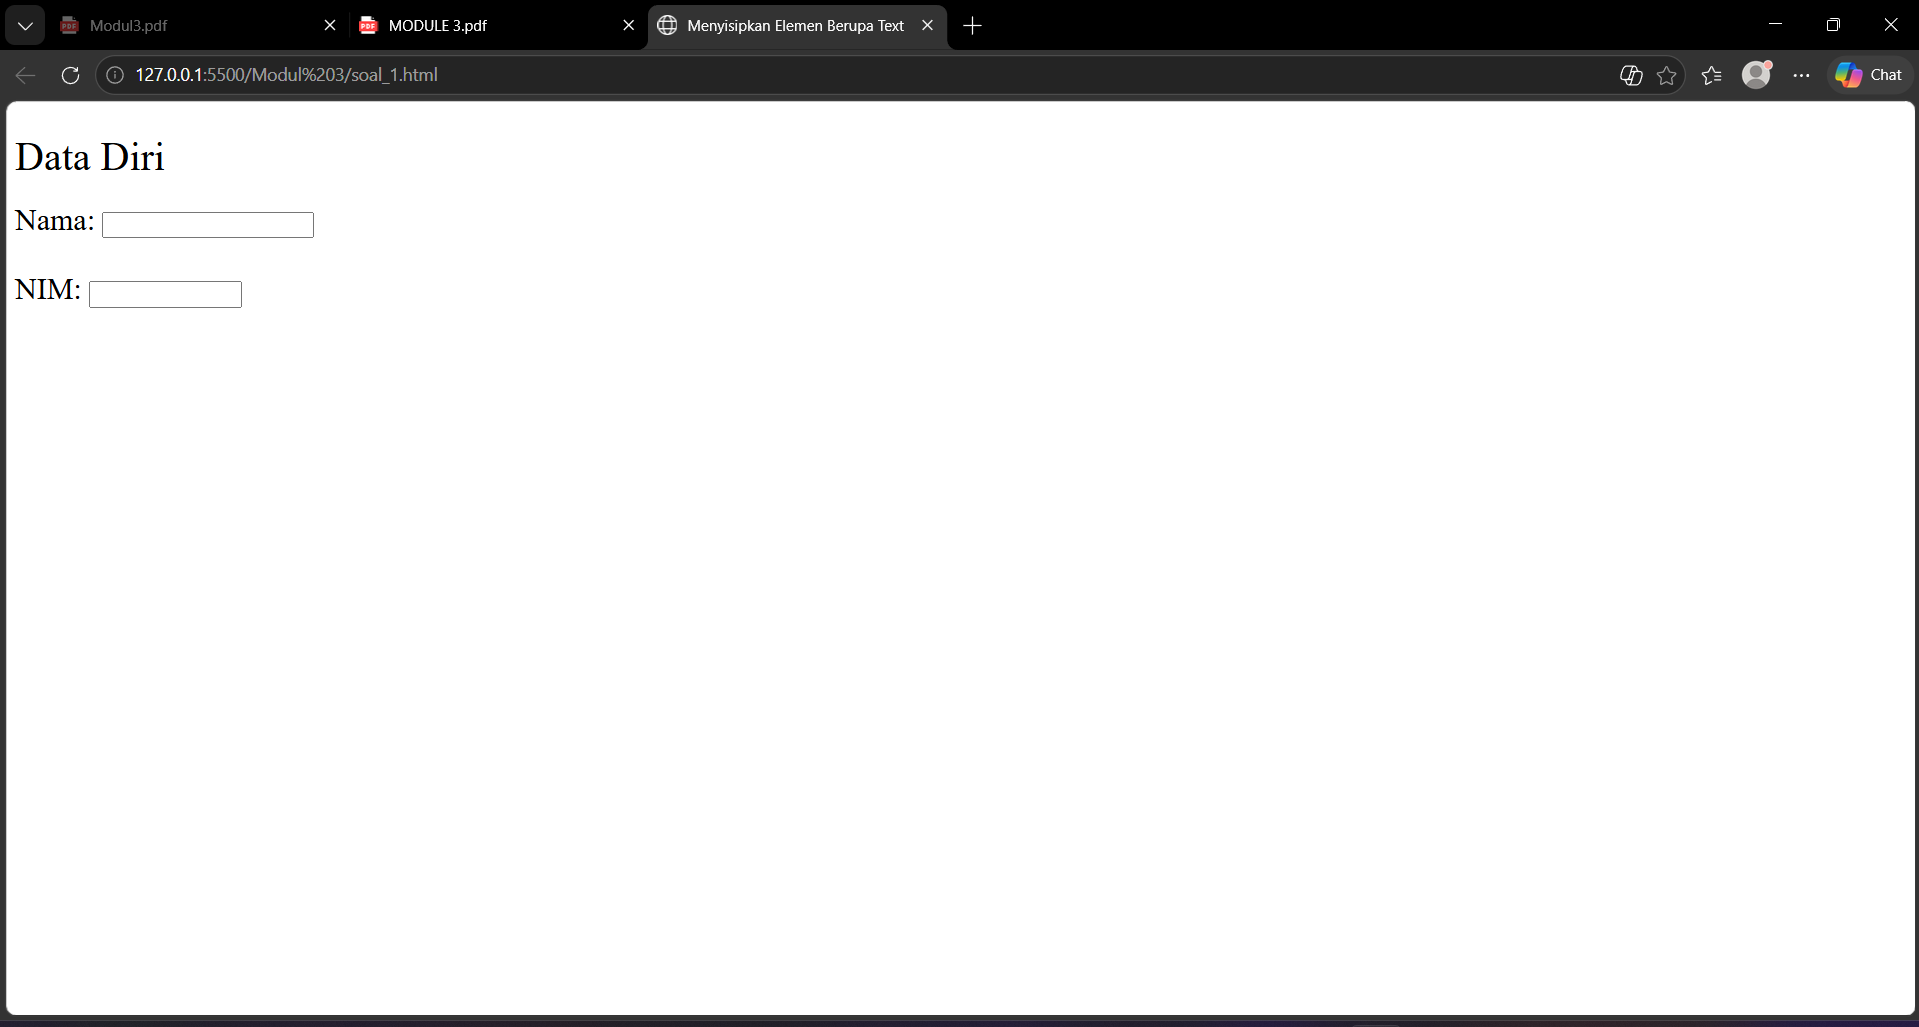 Modul3.pdf
MODULE 3.pdf
Menyisipkan Elemen Berupa Text
127.0.0.1:5500/Modul%203/soal_1.html
Chat
Data Diri
Nama:
NIM: